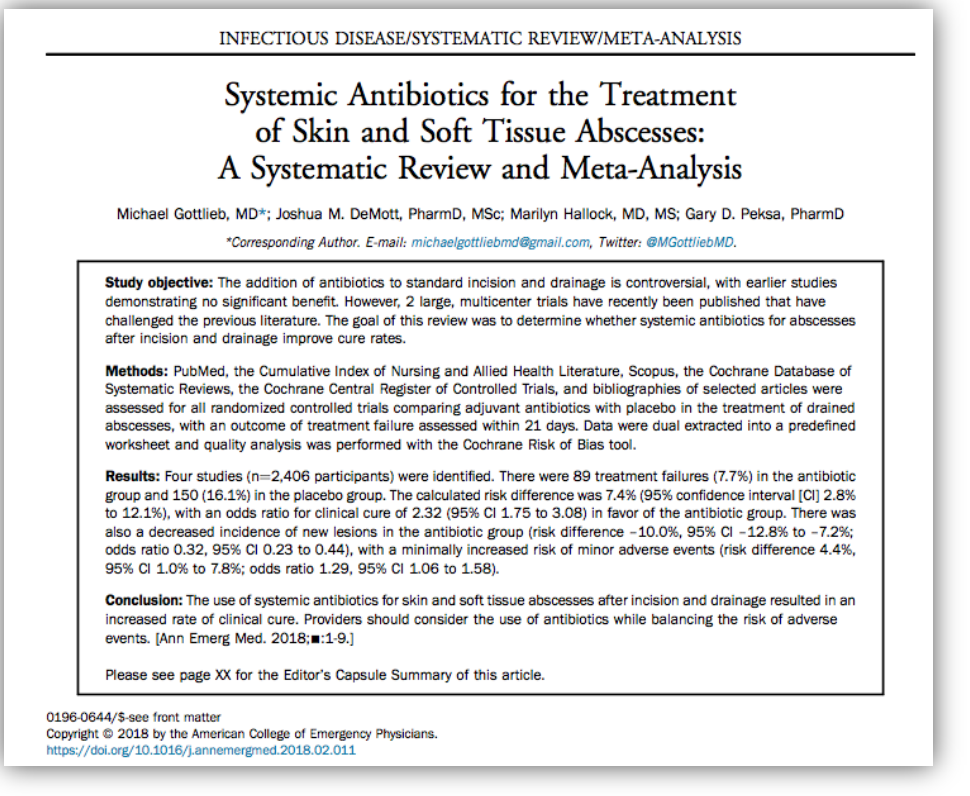 INFECTIOUS DISEASE/SYSTEMATIC REVIEW/META-ANALYSIS
Systemic Antibiotics for the Treatment
of Skin and Soft Tissue Abscesses:
A Systematic Review and Meta-Analysis
Michael Gottlieb, MD*; Joshua M. DeMott, PharmD, MSc; Marilyn Hallock, MD, MS; Gary D. Peksa, PharmD
*Corresponding Author. E-mail: michaelgottliebmd@gmail.com, Twitter: @MGottliebMD.
Study objective: The addition of antibiotics to standard incision and drainage is controversial, with earlier studies
demonstrating no significant benefit. However, 2 large, multicenter trials have recently been published that have
challenged the previous literature. The goal of this review was to determine whether systemic antibiotics for abscesses
after incision and drainage improve cure rates.
Methods: PubMed, the Cumulative Index of Nursing and Allied Health Literature, Scopus, the Cochrane Database of
Systematic Reviews, the Cochrane Central Register of Controlled Trials, and bibliographies of selected articles were
assessed for all randomized controlled trials comparing adjuvant antibiotics with placebo in the treatment of drained
abscesses, with an outcome of treatment failure assessed within 21 days. Data were dual extracted into a predefined
worksheet and quality analysis was performed with the Cochrane Risk of Bias tool.
Results: Four studies (n=2,406 participants) were identified. There were 89 treatment failures (7.7%) in the antibiotic
group and 150 (16.1%) in the placebo group. The calculated risk difference was 7.4% (95% confidence interval [CI] 2.8%
to 12.1%), with an odds ratio for clinical cure of 2.32 (95% CI 1.75 to 3.08) in favor of the antibiotic group. There was
also a decreased incidence of new lesions in the antibiotic group (risk difference –10.0%, 95% CI –12.8% to –7.2%;
odds ratio 0.32, 95% CI 0.23 to 0.44), with a minimally increased risk of minor adverse events (risk difference 4.4%,
95% CI 1.0% to 7.8%; odds ratio 1.29, 95% CI 1.06 to 1.58).
Conclusion: The use of systemic antibiotics for skin and soft tissue abscesses after incision and drainage resulted in an
increased rate of clinical cure. Providers should consider the use of antibiotics while balancing the risk of adverse
events. [Ann Emerg Med. 2018;■:1-9.]
Please see page XX for the Editor's Capsule Summary of this article.
0196-0644/$-see front matter
Copyright © 2018 by the American College of Emergency Physicians.
https://doi.org/10.1016/j.annemergmed.2018.02.011